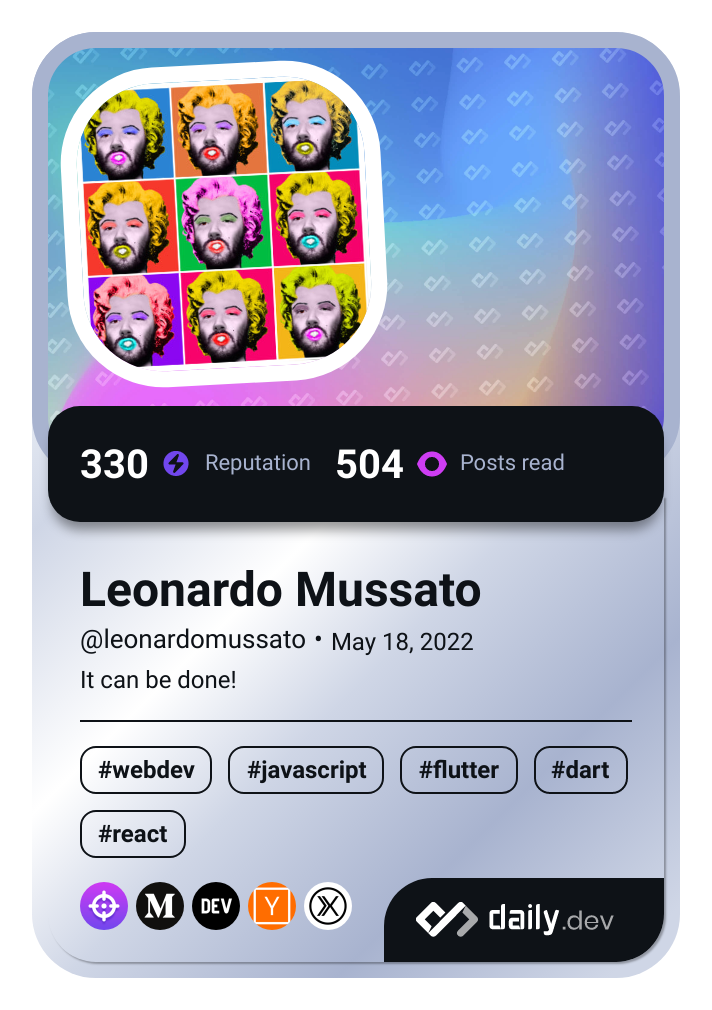 330 Reputation 504 Posts read
Leonardo Mussato
@leonardomussato • May 18, 2022
It can be done!
#webdev #javascript #flutter #dart
#react
M DEV Y daily.dev